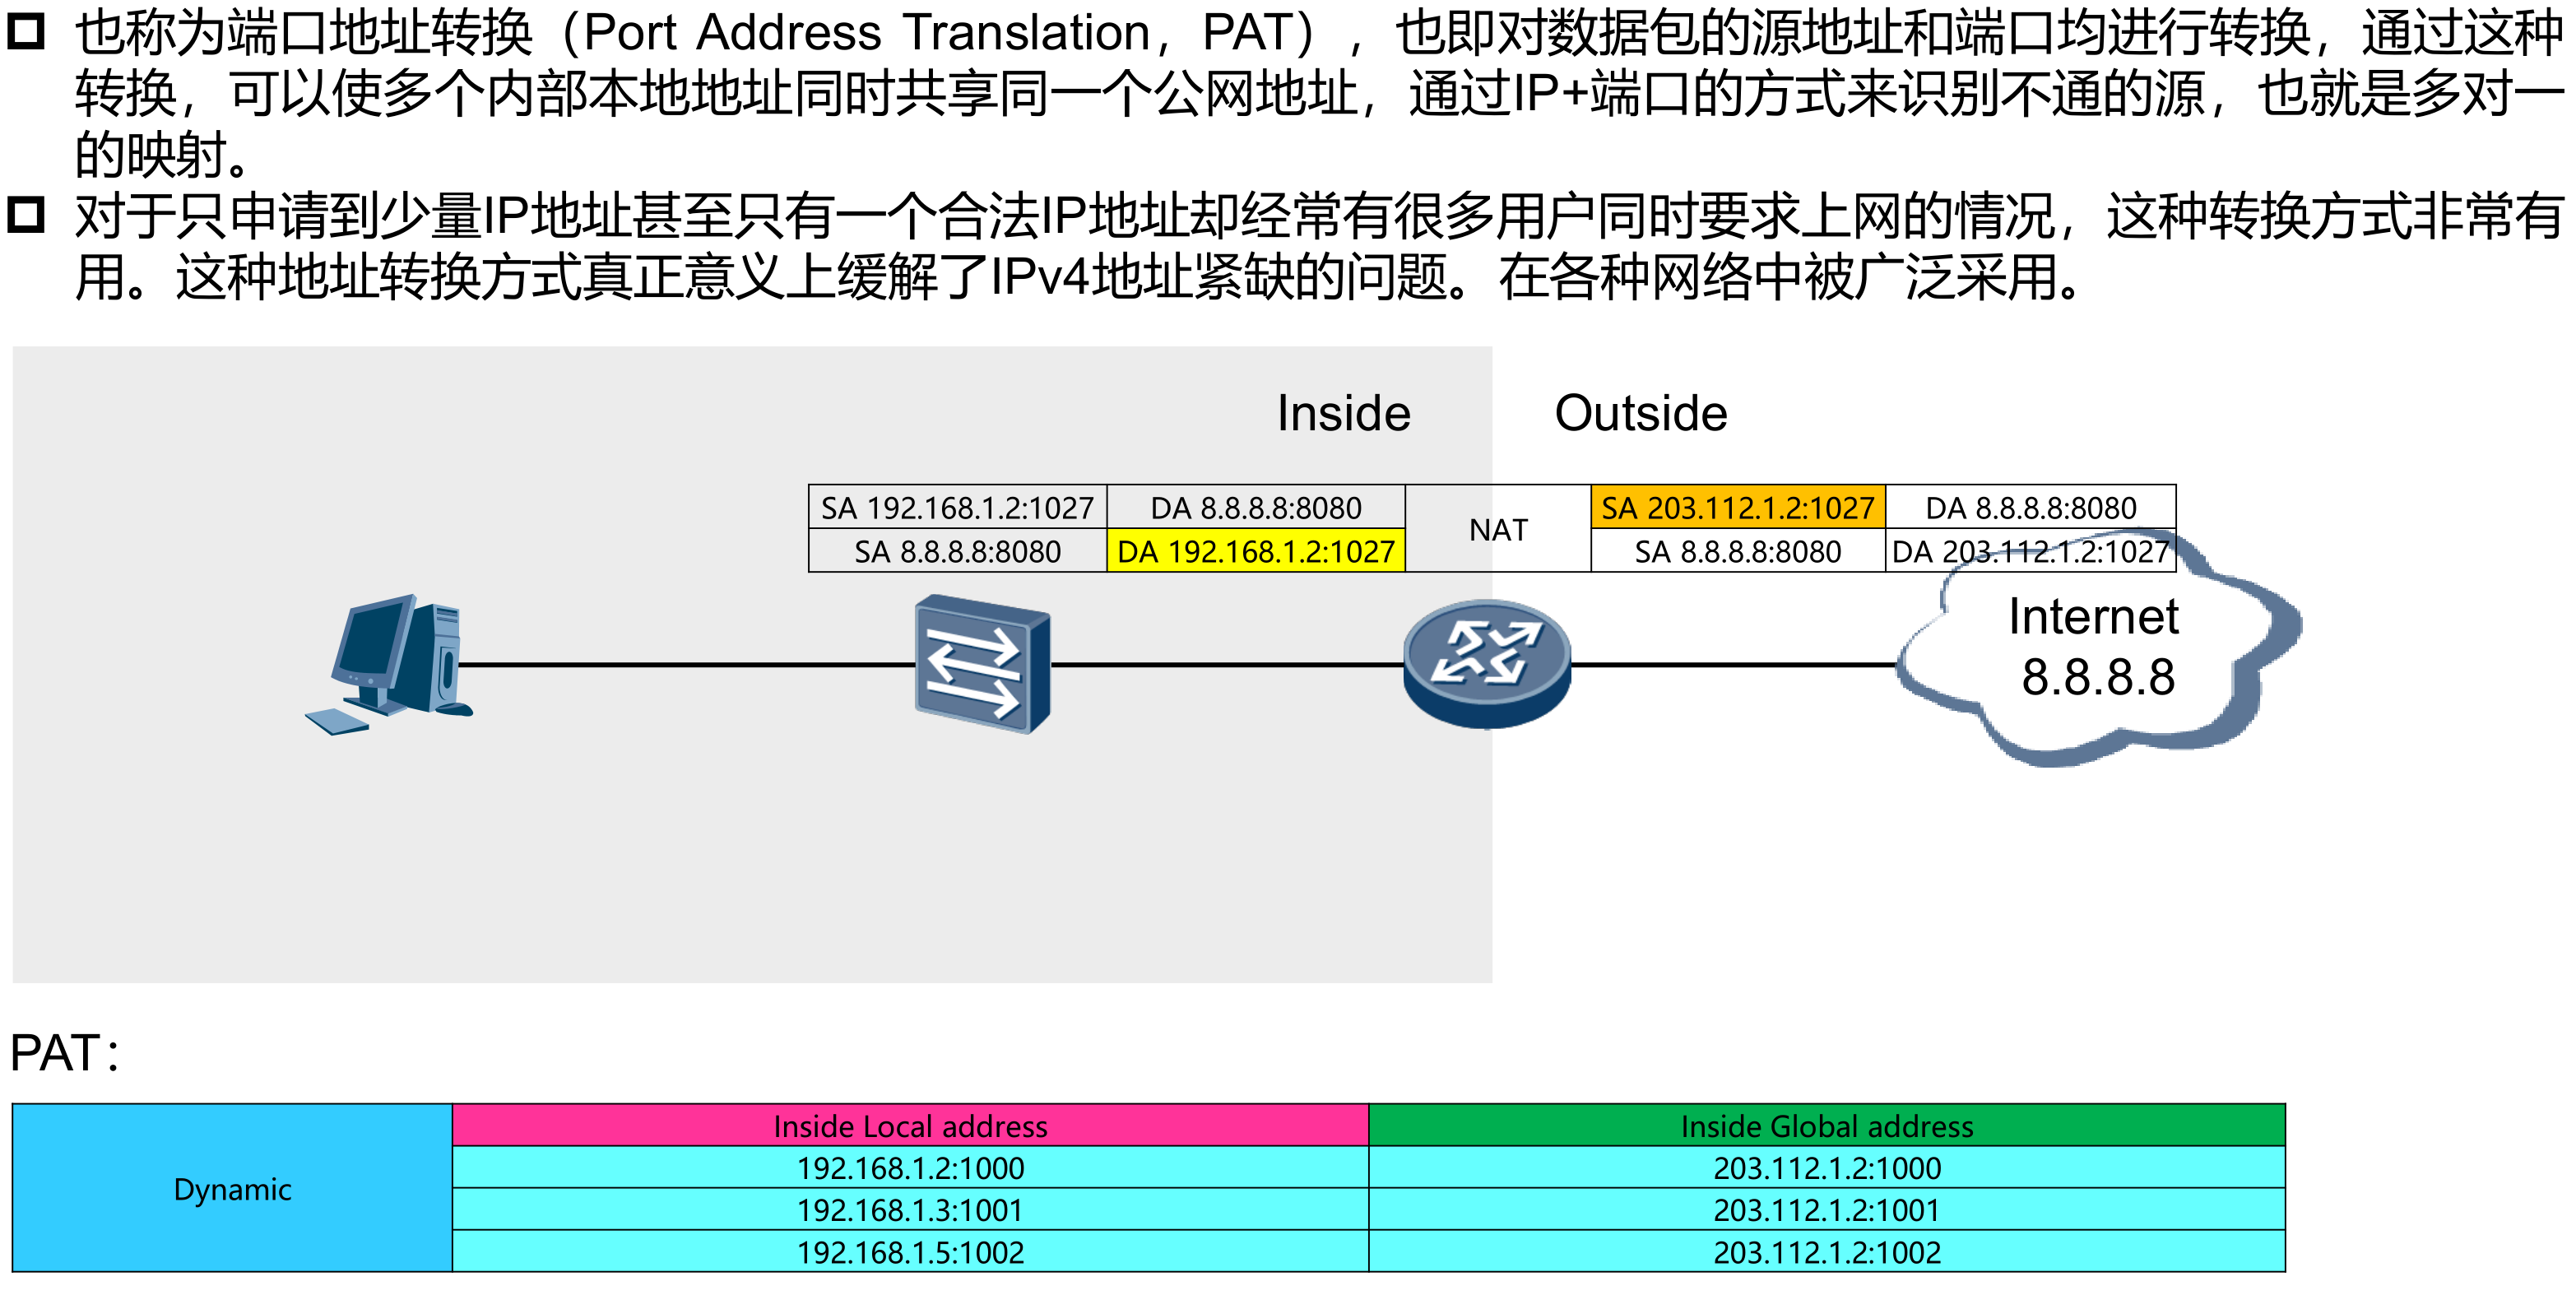 也称为端口地址转换（Port Address Translation，PAT），也即对数据包的源地址和端口均进行转换，通过这种
转换，可以使多个内部本地地址同时共享同一个公网地址，通过IP+端口的方式来识别不通的源，也就是多对一
的映射。
对于只申请到少量IP地址甚至只有一个合法IP地址却经常有很多用户同时要求上网的情况，这种转换方式非常有
用。这种地址转换方式真正意义上缓解了IPv4地址紧缺的问题。在各种网络中被广泛采用。
Inside Outside
SA 192.168.1.2:1027 DA 8.8.8.8:8080 NAT SA 203.112.1.2:1027 DA 8.8.8.8:8080
SA 8.8.8.8:8080 DA 192.168.1.2:1027 SA 8.8.8.8:8080 DA 203.112.1.2:1027
Internet
8.8.8.8
PAT：
Dynamic Inside Local address Inside Global address
192.168.1.2:1000 203.112.1.2:1000
192.168.1.3:1001 203.112.1.2:1001
192.168.1.5:1002 203.112.1.2:1002